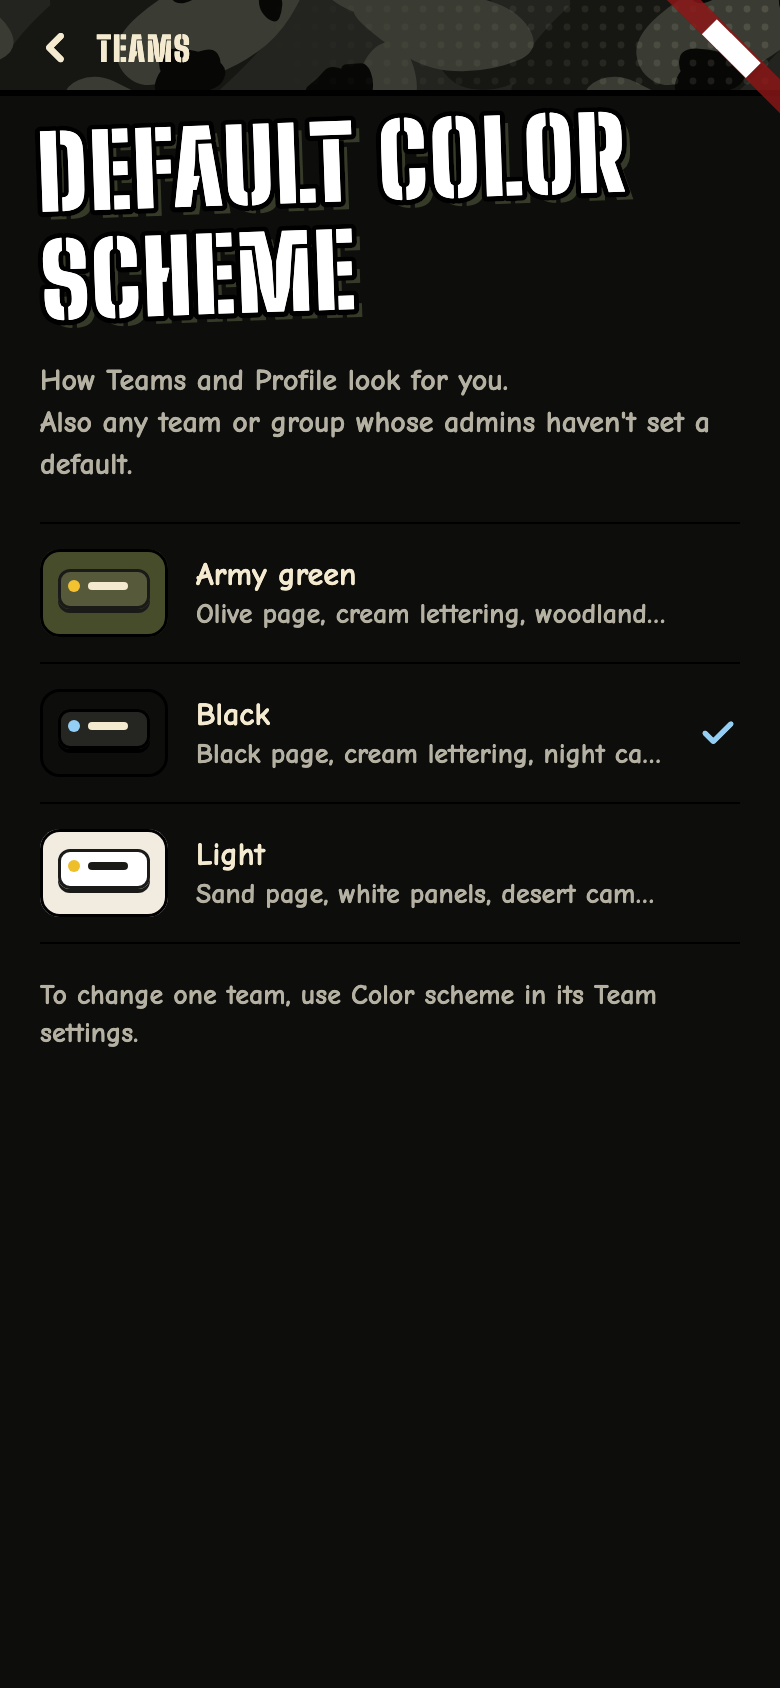 TEAMS
DEFAULT COLOR
SCHEME
How Teams and Profile look for you.
Also any team or group whose admins haven't set a
default.
Army green
Olive page, cream lettering, woodland...
Black
Black page, cream lettering, night ca...
Light
Sand page, white panels, desert cam...
To change one team, use Color scheme in its Team
settings.